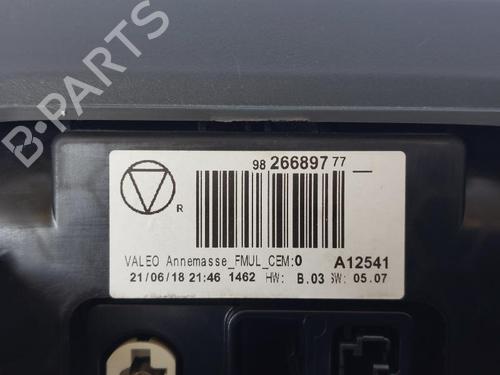 B-PARTS
98 266897 77
R
VALEO Annemasse_FMUL_CEM:0 A12541
21/06/18 21:46 1462 HW: B.03 SW: 05.07